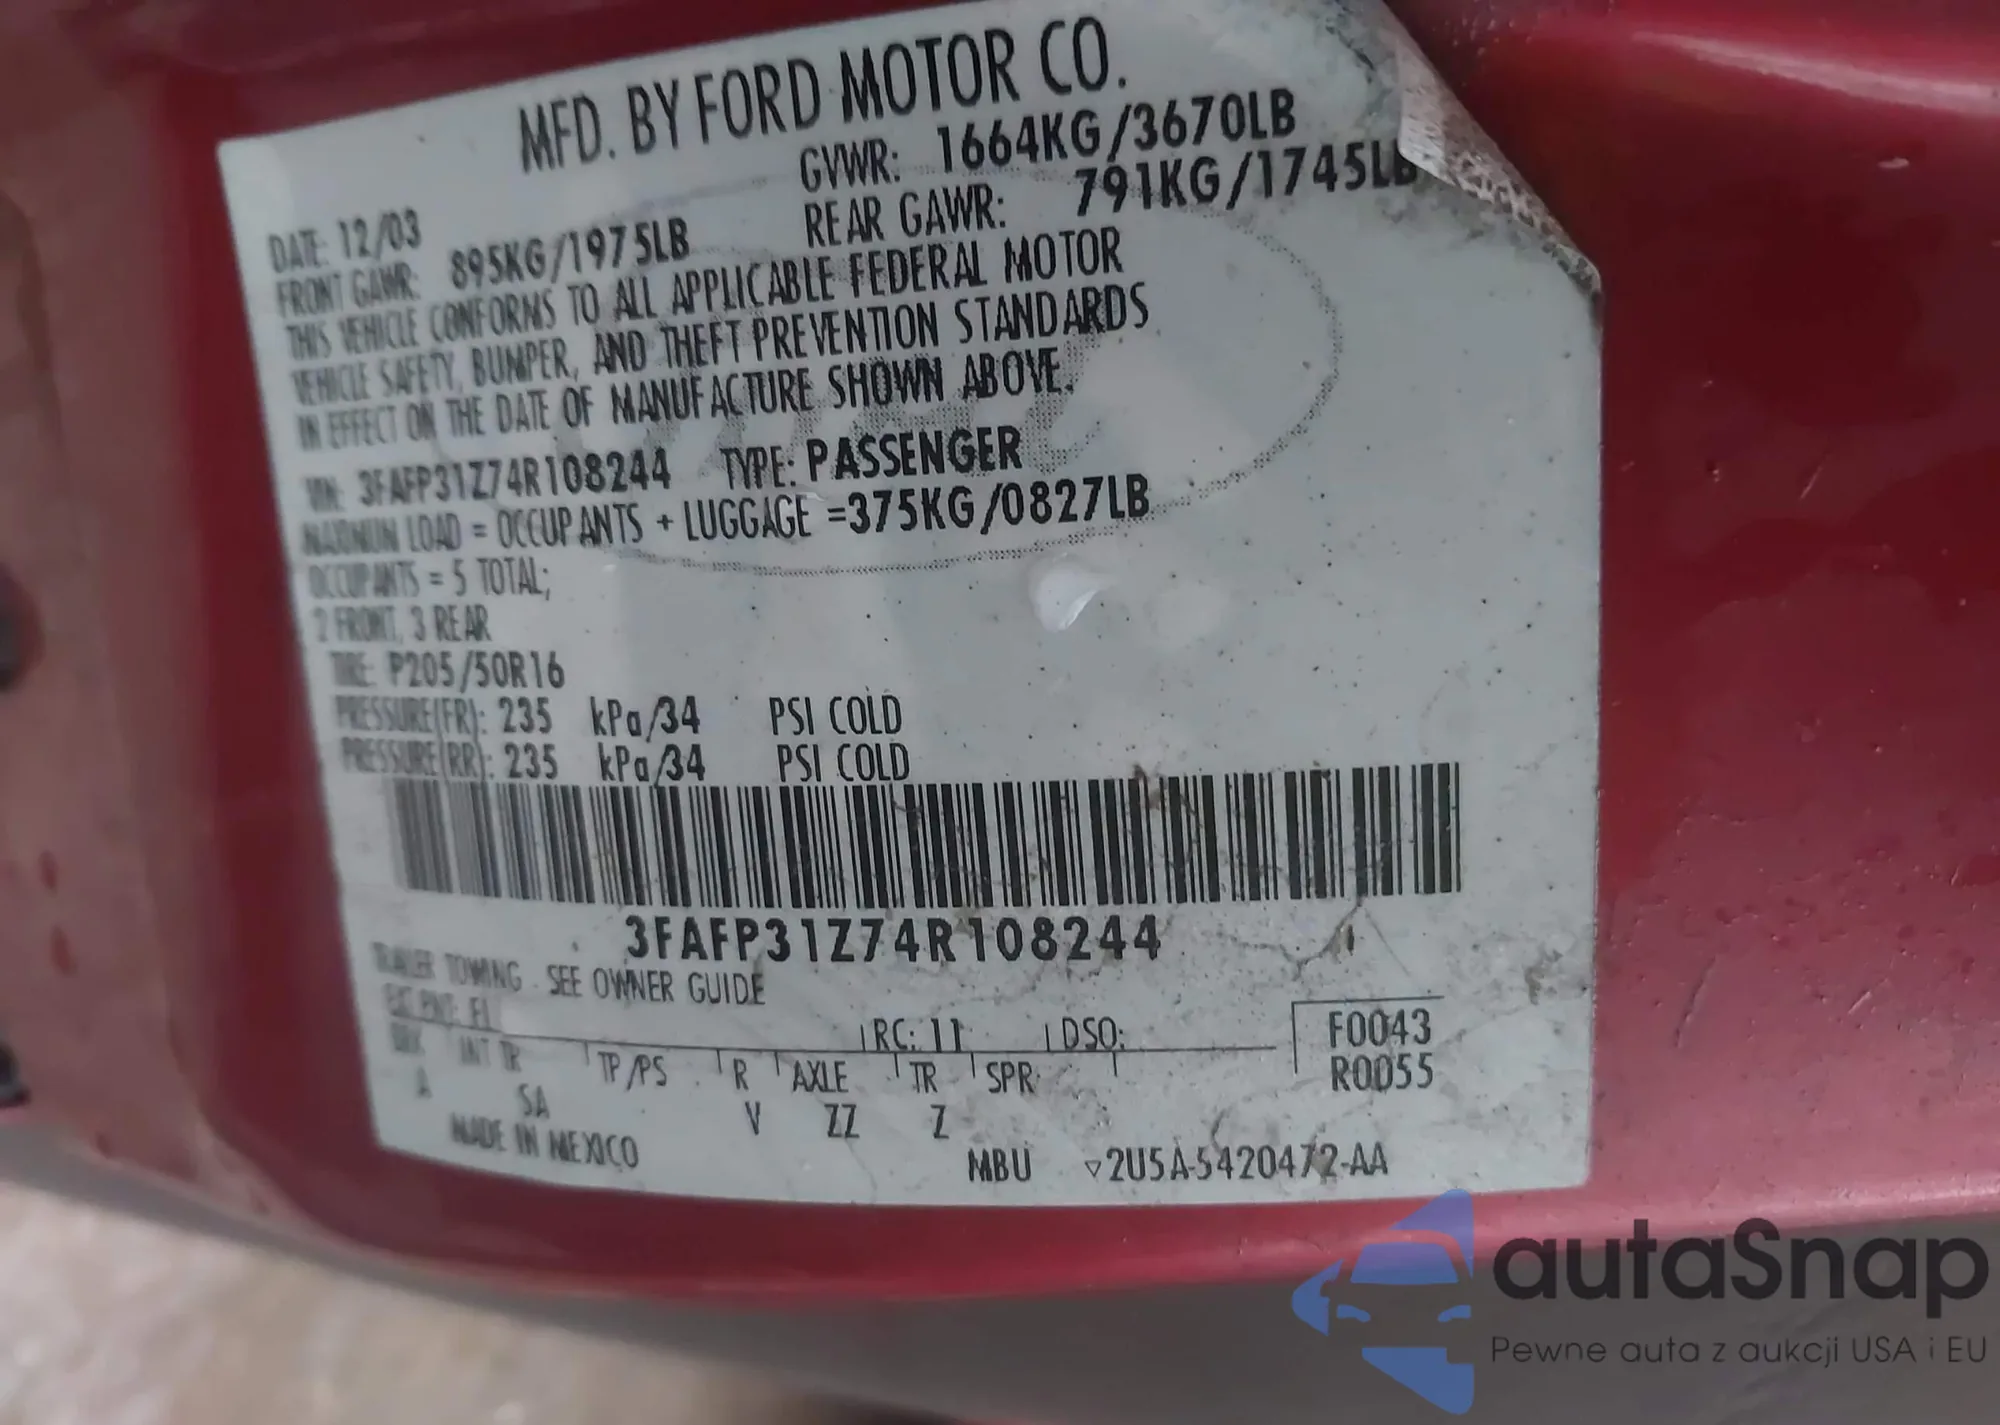 MFD. BY FORD MOTOR CO.
DATE: 12/03 GVWR: 1664KG/3670LB
FRONT GAWR: 895KG/1975LB REAR GAWR: 791KG/1745LB
THIS VEHICLE CONFORMS TO ALL APPLICABLE FEDERAL MOTOR
VEHICLE SAFETY, BUMPER, AND THEFT PREVENTION STANDARDS
IN EFFECT ON THE DATE OF MANUFACTURE SHOWN ABOVE.
VIN: 3FAFP31Z74R108244 TYPE: PASSENGER
MAXIMUM LOAD = OCCUPANTS + LUGGAGE =375KG/0827LB
OCCUPANTS = 5 TOTAL;
2 FRONT, 3 REAR
TIRE: P205/50R16
PRESSURE(FR): 235 kPa/34 PSI COLD
PRESSURE(RR): 235 kPa/34 PSI COLD
3FAFP31Z74R108244
TRAILER TOWING - SEE OWNER GUIDE
EXT PNT: FL RC: 11 DSO: F0043
BRK INT TR TP/PS R AXLE TR SPR R0055
A SA V ZZ Z
MADE IN MEXICO MBU ▽2U5A-5420472-AA
autaSnap
Pewne auta z aukcji USA i EU